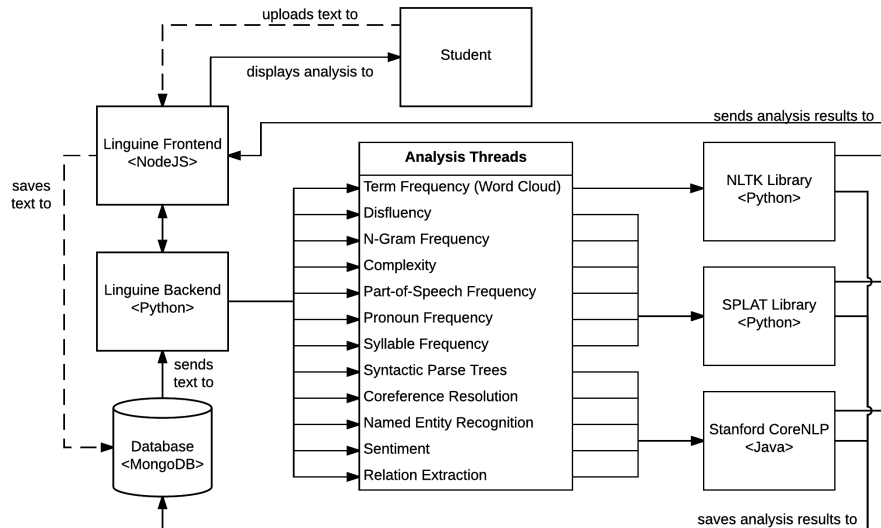 uploads text to
Student
displays analysis to
sends analysis results to
Linguine Frontend
<NodeJS>
saves
text to
Analysis Threads
Term Frequency (Word Cloud)
Disfluency
N-Gram Frequency
Complexity
Part-of-Speech Frequency
Pronoun Frequency
Syllable Frequency
Syntactic Parse Trees
Coreference Resolution
Named Entity Recognition
Sentiment
Relation Extraction
NLTK Library
<Python>
Linguine Backend
<Python>
SPLAT Library
<Python>
sends
text to
Database
<MongoDB>
Stanford CoreNLP
<Java>
saves analysis results to